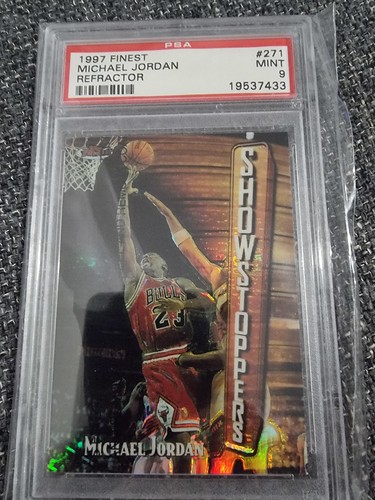 PSA
1997 FINEST #271
MICHAEL JORDAN MINT
REFRACTOR 9
19537433
SHOWSTOPPERS
BULLS
23
MICHAEL JORDAN